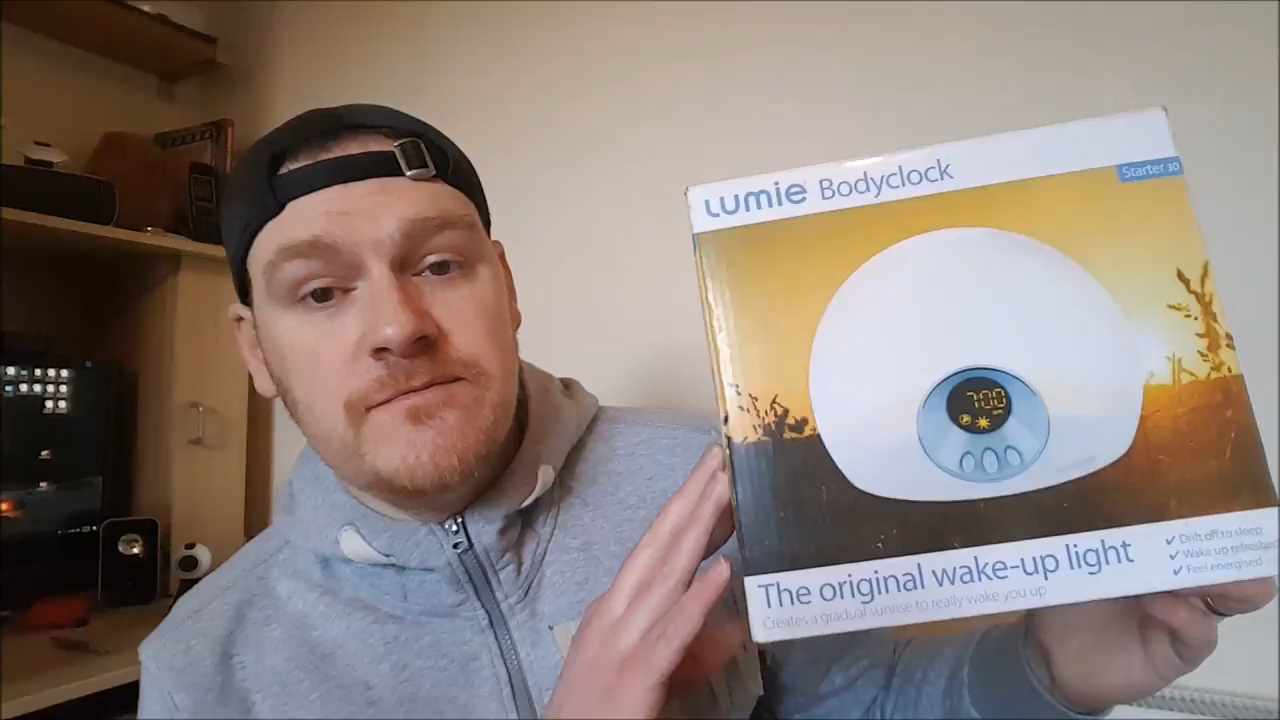 Lumie Bodyclock
Starter 30
7:00
The original wake-up light
Creates a gradual sunrise to really wake you up
✔ Drift off to sleep
✔ Wake up refreshed
✔ Feel energised